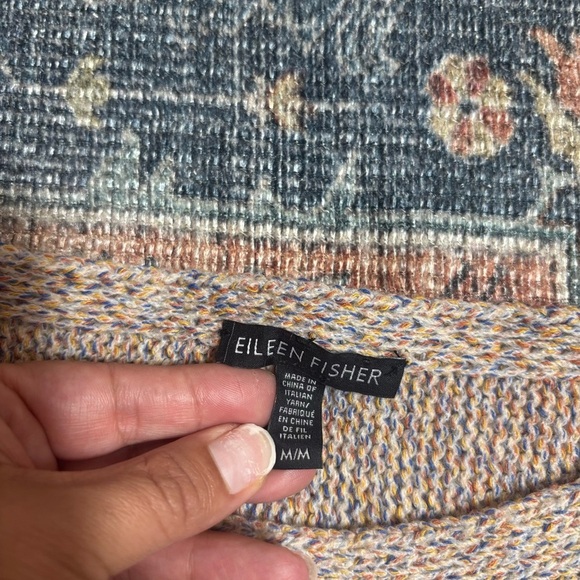 EILEEN FISHER
MADE IN
CHINA OF
ITALIAN
YARN/
FABRIQUÉ
EN CHINE
DE FIL
ITALIEN
M/M